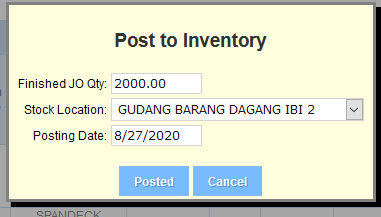 Post to Inventory
Finished JO Qty: 2000.00
Stock Location: GUDANG BARANG DAGANG IBI 2
Posting Date: 8/27/2020
Posted Cancel
SPANDECK